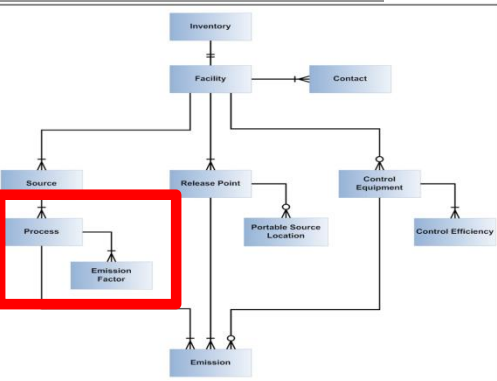 Inventory
Facility
Contact
Source
Release Point
Control
Equipment
Process
Portable Source
Location
Control Efficiency
Emission
Factor
Emission